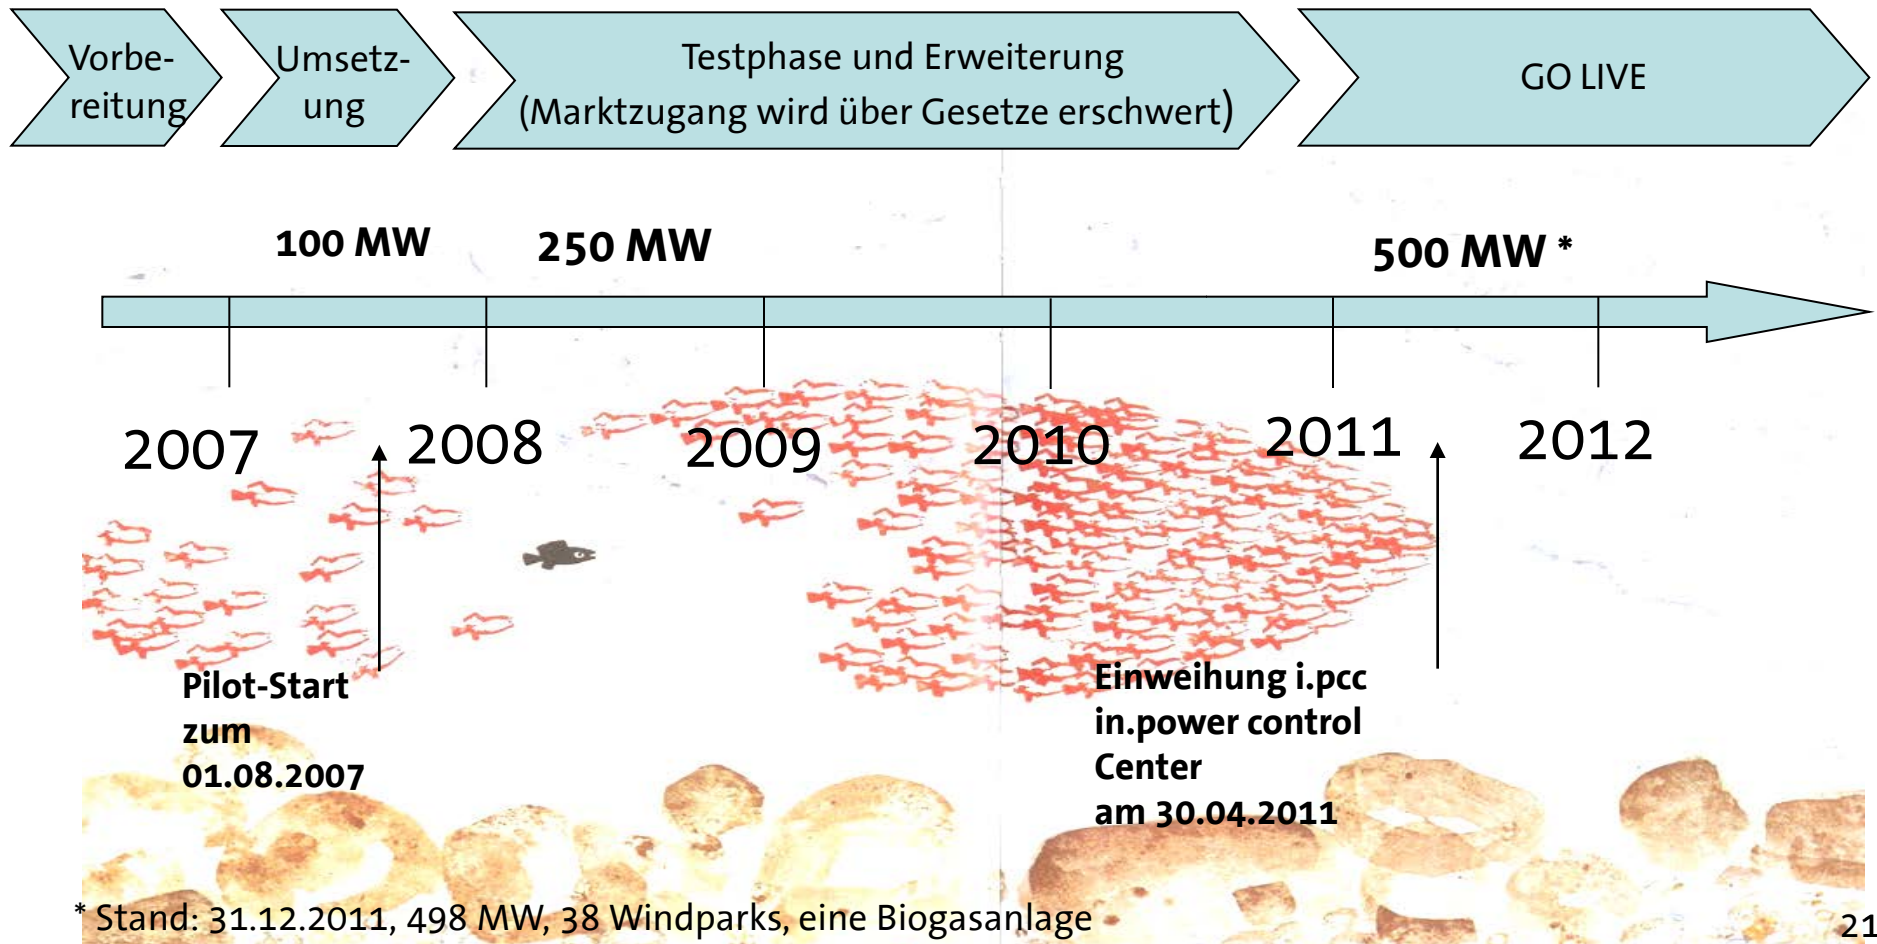 Vorbe-
reitung
Umsetz-
ung
Testphase und Erweiterung
(Marktzugang wird über Gesetze erschwert)
GO LIVE
100 MW
250 MW
500 MW *
2007
2008
2009
2010
2011
2012
Pilot-Start
zum
01.08.2007
Einweihung i.pcc
in.power control
Center
am 30.04.2011
* Stand: 31.12.2011, 498 MW, 38 Windparks, eine Biogasanlage
21